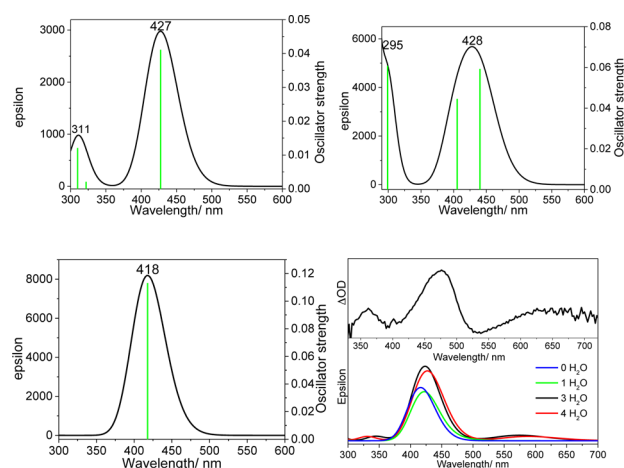 427
311
3000
2000
1000
0
epsilon
0.05
0.04
0.03
0.02
0.01
0.00
Oscillator strength
300 350 400 450 500 550 600
Wavelength/ nm
295
428
6000
4000
2000
0
epsilon
0.08
0.06
0.04
0.02
0.00
Oscillator strength
300 350 400 450 500 550 600
Wavelength/ nm
418
8000
6000
4000
2000
0
epsilon
0.12
0.10
0.08
0.06
0.04
0.02
0.00
Oscillator strength
300 350 400 450 500 550 600
Wavelength/ nm
ΔOD
350 400 450 500 550 600 650 700
Wavelength/ nm
Epsilon
0 H2O
1 H2O
3 H2O
4 H2O
350 400 450 500 550 600 650 700
Wavelength/ nm